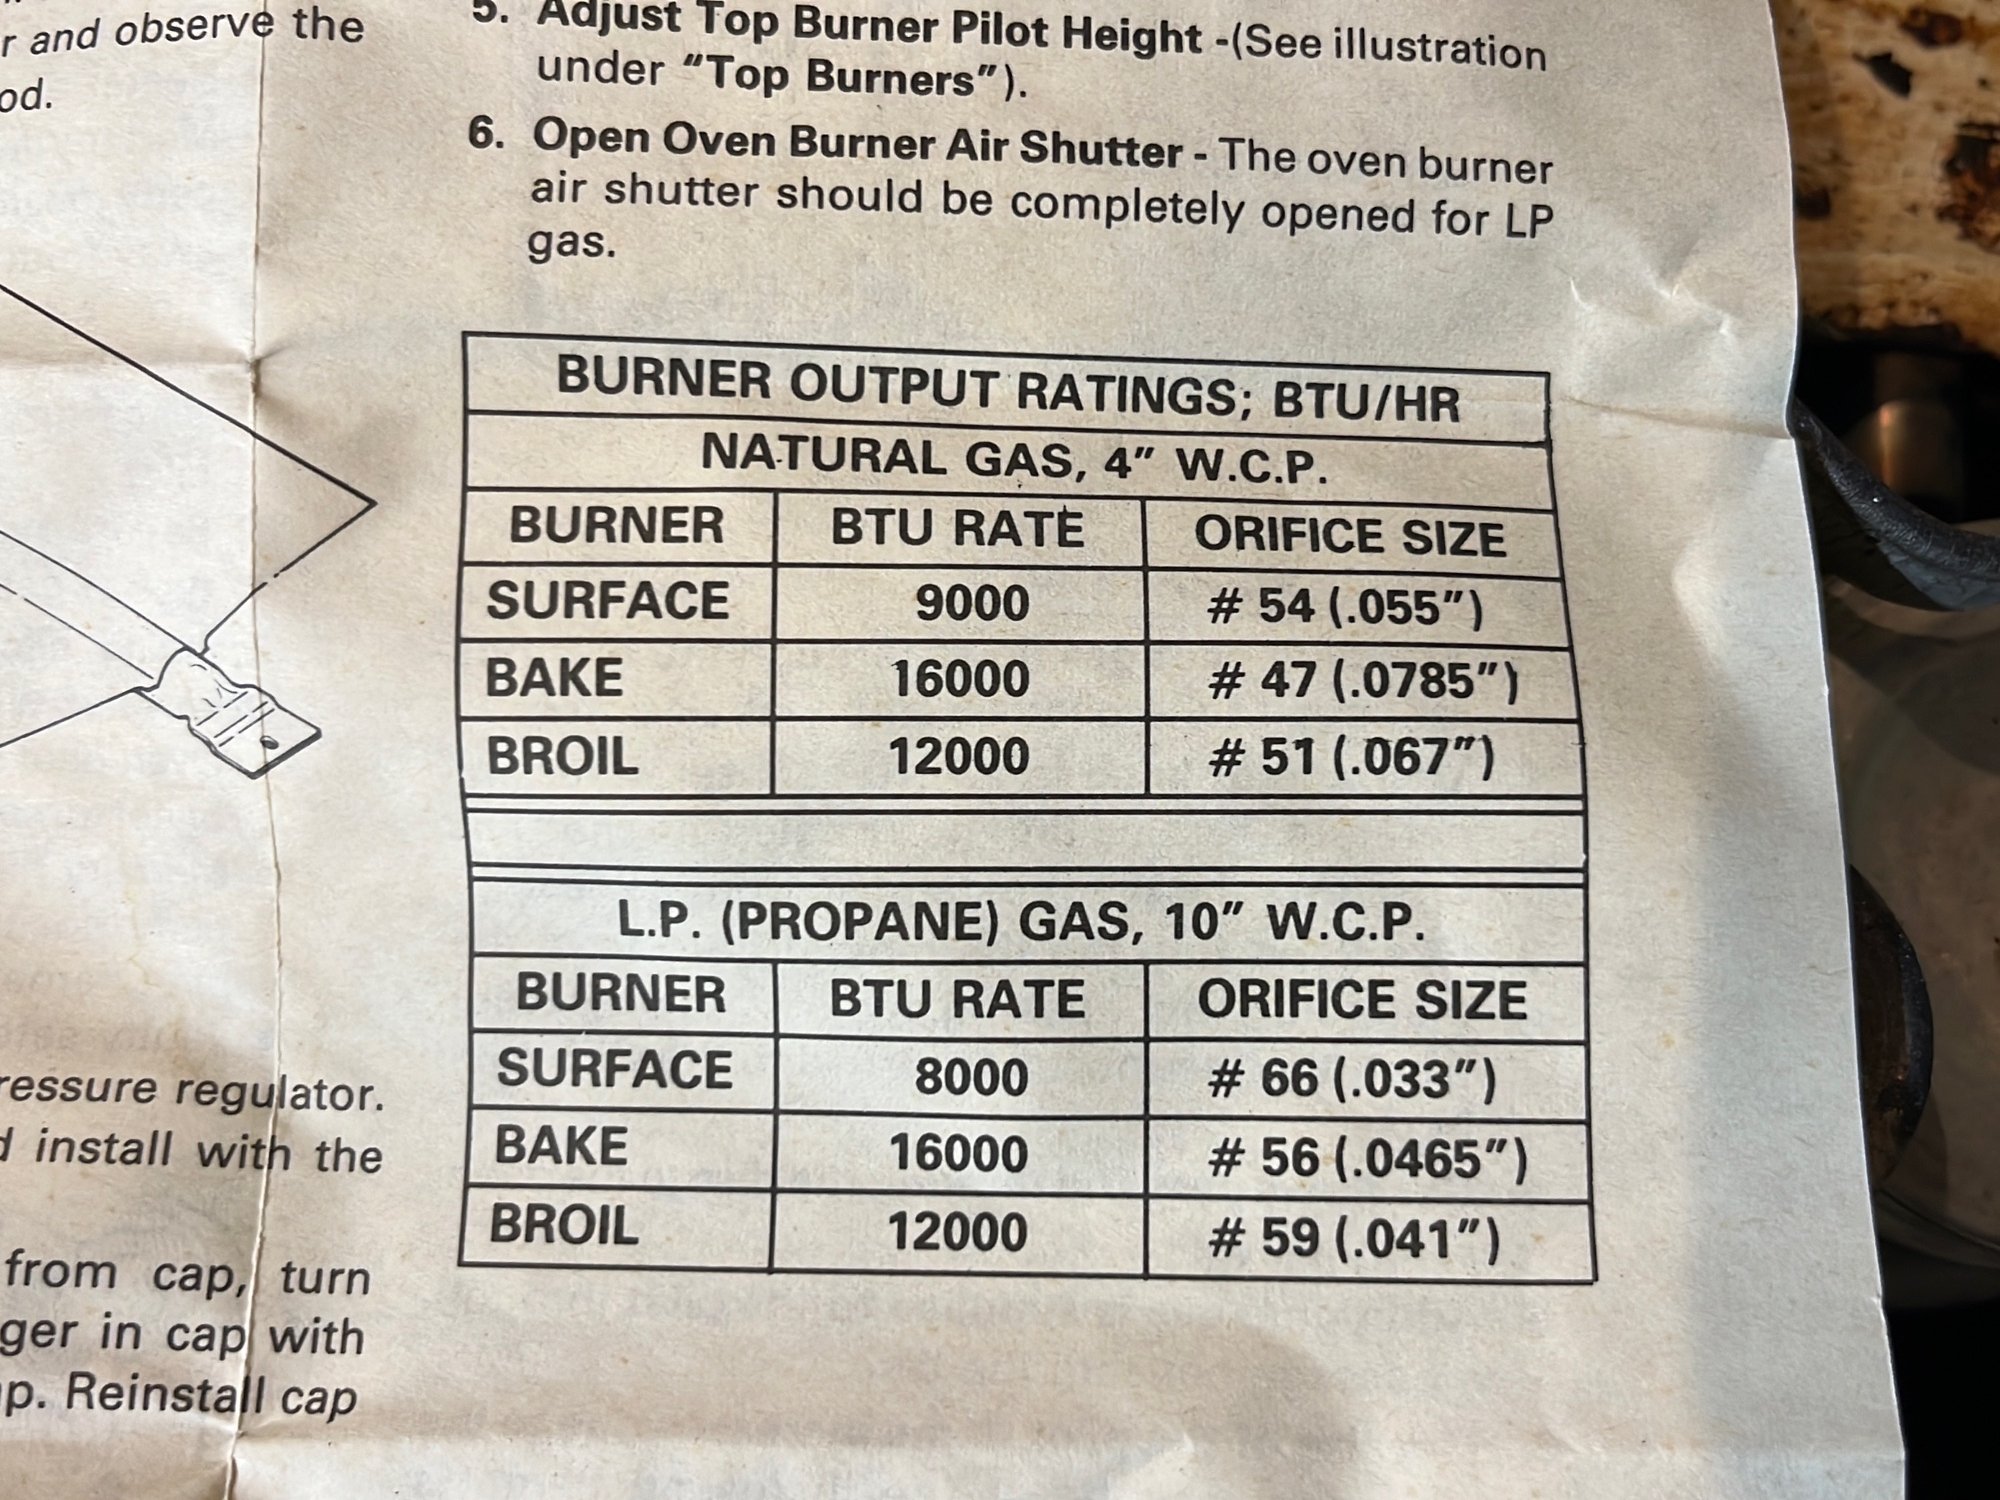 r and observe the
od.
ressure regulator.
d install with the
from cap, turn
ger in cap with
p. Reinstall cap
5. Adjust Top Burner Pilot Height -(See illustration
under "Top Burners").
6. Open Oven Burner Air Shutter - The oven burner
air shutter should be completely opened for LP
gas.
BURNER OUTPUT RATINGS; BTU/HR
NATURAL GAS, 4" W.C.P.
BURNER BTU RATE ORIFICE SIZE
SURFACE 9000 # 54 (.055")
BAKE 16000 # 47 (.0785")
BROIL 12000 # 51 (.067")
L.P. (PROPANE) GAS, 10" W.C.P.
BURNER BTU RATE ORIFICE SIZE
SURFACE 8000 # 66 (.033")
BAKE 16000 # 56 (.0465")
BROIL 12000 # 59 (.041")